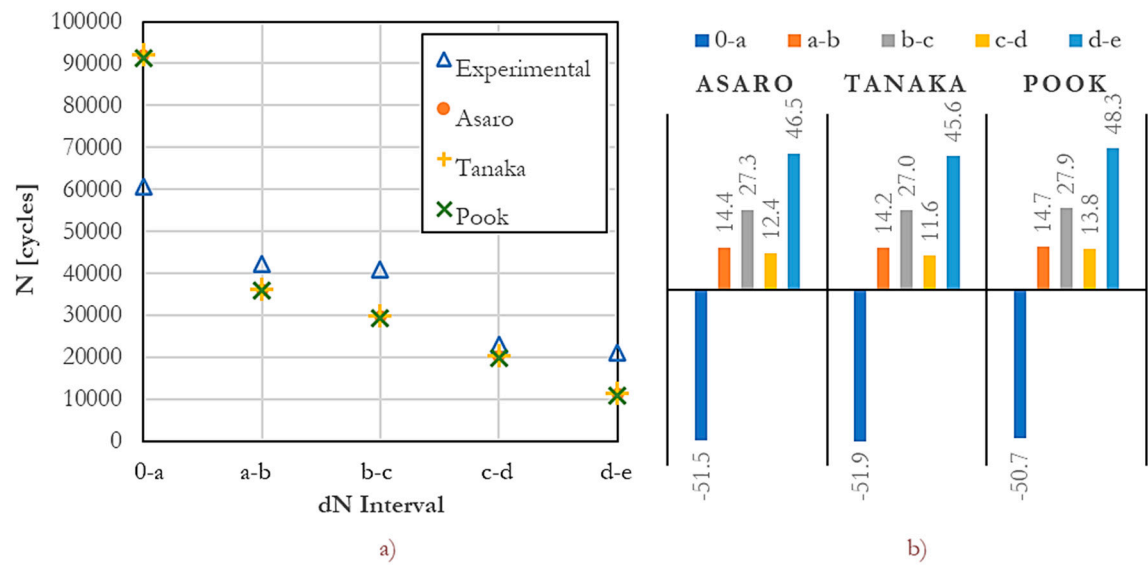 100000
90000
80000
70000
60000
50000
40000
30000
20000
10000
0
N [cycles]
Experimental
Asaro
Tanaka
Pook
0-a a-b b-c c-d d-e
dN Interval
a)
0-a a-b b-c c-d d-e
ASARO TANAKA POOK
-51.5 14.4 27.3 12.4 46.5
-51.9 14.2 27.0 11.6 45.6
-50.7 14.7 27.9 13.8 48.3
b)